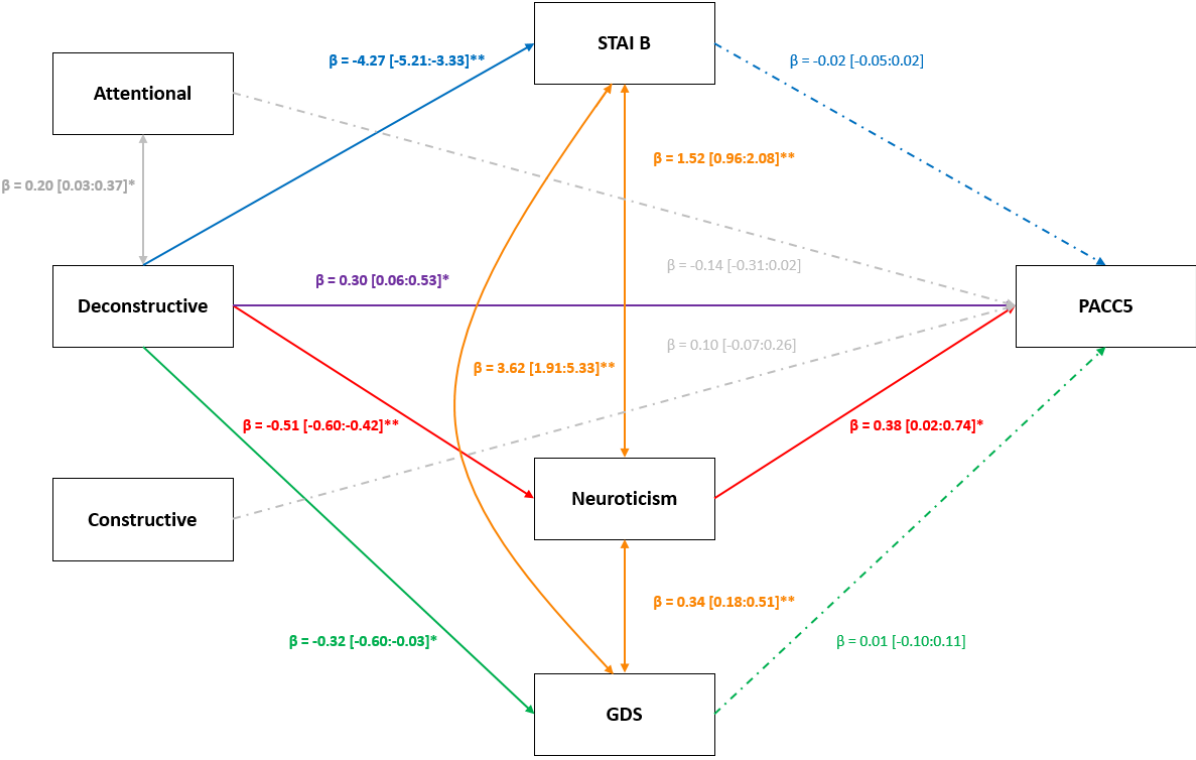 STAI B
β = -4.27 [-5.21:-3.33]**
β = -0.02 [-0.05:0.02]
Attentional
β = 1.52 [0.96:2.08]**
β = 0.20 [0.03:0.37]*
β = -0.14 [-0.31:0.02]
β = 0.30 [0.06:0.53]*
Deconstructive
PACC5
β = 0.10 [-0.07:0.26]
β = 3.62 [1.91:5.33]**
β = -0.51 [-0.60:-0.42]**
β = 0.38 [0.02:0.74]*
Neuroticism
Constructive
β = 0.34 [0.18:0.51]**
β = -0.32 [-0.60:-0.03]*
β = 0.01 [-0.10:0.11]
GDS